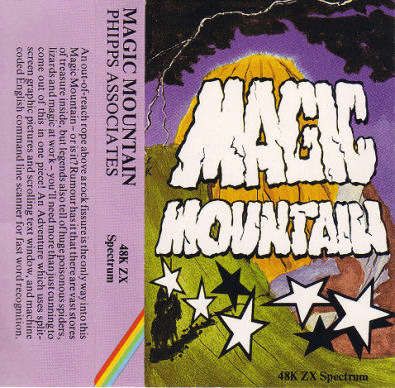 An out-of-reach rope above a rock fissure is the only way into this
Magic Mountain – or is it? Rumour has it that there are vast stores
of treasure inside, but legends also tell of huge poisonous spiders,
lizards and magic at work – you'll need more than just cunning to
come out of this in one piece! An Adventure which uses split-
screen graphic pictures and scrolling text window, and machine
coded English command line scanning for fast word recognition.
MAGIC MOUNTAIN
PHIPPS ASSOCIATES
48K ZX
Spectrum
MAGIC
MOUNTAIN
48K ZX Spectrum